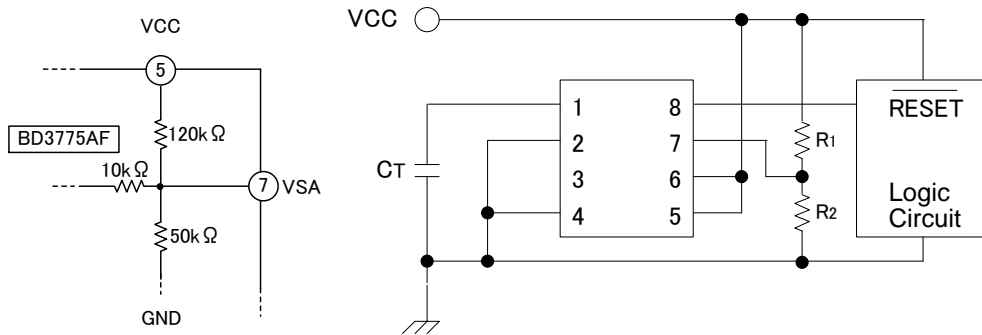 VCC
5
BD3775AF
120kΩ
10kΩ
7 VSA
50kΩ
GND
VCC
CT
1 8
2 7
3 6
4 5
R1
R2
RESET
Logic
Circuit